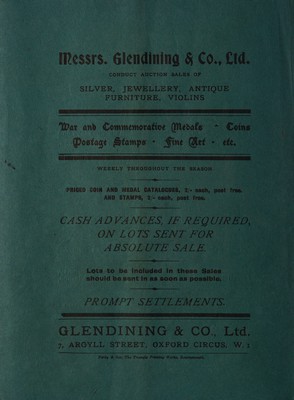 Messrs. Glendining & Co., Ltd.
CONDUCT AUCTION SALES OF
SILVER, JEWELLERY, ANTIQUE
FURNITURE, VIOLINS
War and Commemorative Medals · Coins
Postage Stamps · Fine Art · etc.
WEEKLY THROUGHOUT THE SEASON.
PRICED COIN AND MEDAL CATALOGUES, 2/- each, post free.
AND STAMPS, 2/- each, post free.
CASH ADVANCES, IF REQUIRED,
ON LOTS SENT FOR
ABSOLUTE SALE.
Lots to be included in these Sales
should be sent in as soon as possible.
PROMPT SETTLEMENTS.
GLENDINING & CO., Ltd.
7, ARGYLL STREET, OXFORD CIRCUS, W. 1